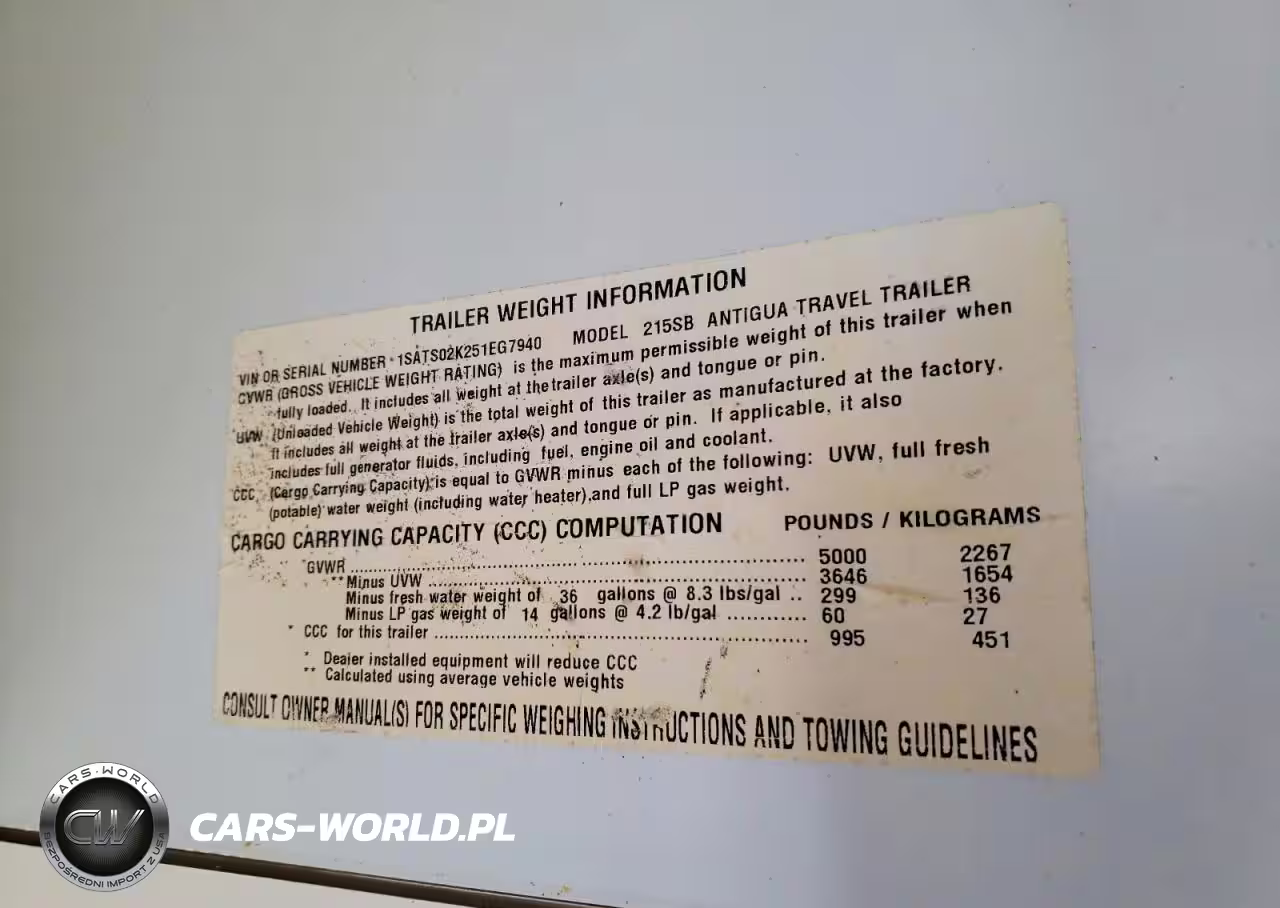 TRAILER WEIGHT INFORMATION
VIN OR SERIAL NUMBER 1SATS02K251EG7940 MODEL 215SB ANTIGUA TRAVEL TRAILER
GVWR (GROSS VEHICLE WEIGHT RATING) is the maximum permissible weight of this trailer when
fully loaded. It includes all weight at the trailer axle(s) and tongue or pin.
UVW (Unloaded Vehicle Weight) is the total weight of this trailer as manufactured at the factory.
It includes all weight at the trailer axle(s) and tongue or pin. If applicable, it also
includes full generator fluids, including fuel, engine oil and coolant.
CCC (Cargo Carrying Capacity) is equal to GVWR minus each of the following: UVW, full fresh
(potable) water weight (including water heater),and full LP gas weight.
CARGO CARRYING CAPACITY (CCC) COMPUTATION POUNDS / KILOGRAMS
*GVWR ........ 5000 2267
**Minus UVW ........ 3646 1654
Minus fresh water weight of 36 gallons @ 8.3 lbs/gal .. 299 136
Minus LP gas weight of 14 gallons @ 4.2 lb/gal ........... 60 27
* CCC for this trailer ........ 995 451
* Dealer installed equipment will reduce CCC
** Calculated using average vehicle weights
CONSULT OWNER MANUAL(S) FOR SPECIFIC WEIGHING INSTRUCTIONS AND TOWING GUIDELINES
CARS-WORLD
CW
BEZPOŚREDNI IMPORT Z USA
CARS-WORLD.PL